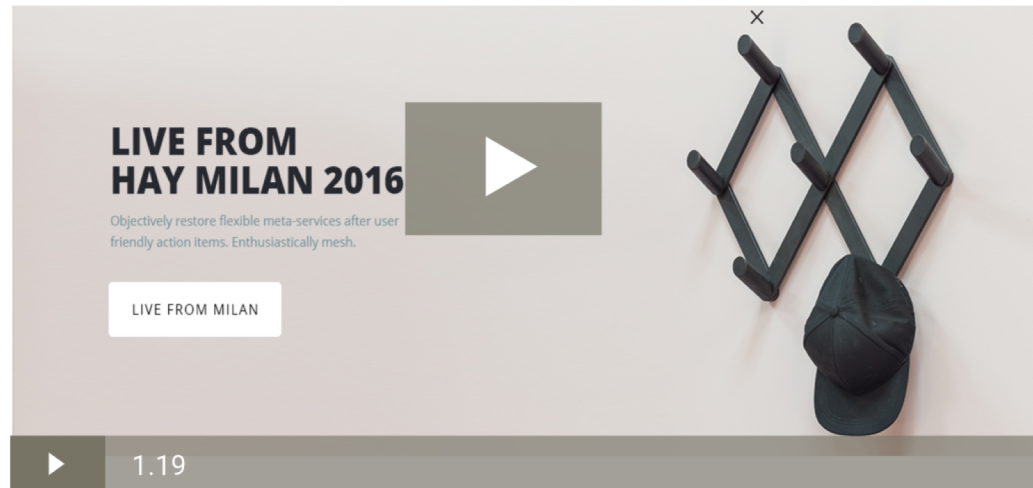 LIVE FROM
HAY MILAN 2016
Objectively restore flexible meta-services after user
friendly action items. Enthusiastically mesh.
LIVE FROM MILAN
1.19